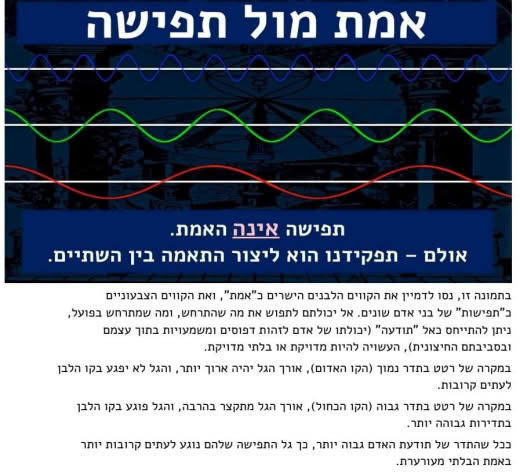 אמת מול תפישה
תפישה אינה האמת.
אולם – תפקידנו הוא ליצור התאמה בין השתיים.
בתמונה זו, נסו לדמיין את הקווים הלבנים הישרים כ"אמת", ואת הקווים הצבעוניים
כ"תפישות" של בני אדם שונים. אל יכולתם לתפוש את מה שהתרחש, ומה שמתרחש בפועל,
ניתן להתייחס כאל "תודעה" (יכולתו של אדם לזהות דפוסים ומשמעויות בתוך עצמם
ובסביבתם החיצונית), העשויה להיות מדויקת או בלתי מדויקת.
במקרה של רטט בתדר נמוך (הקו האדום), אורך הגל יהיה ארוך יותר, והגל לא יפגע בקו הלבן
לעתים קרובות.
במקרה של רטט בתדר גבוה (הקו הכחול), אורך הגל מתקצר בהרבה, והגל פוגע בקו הלבן
בתדירות גבוהה יותר.
ככל שהתדר של תודעת האדם גבוה יותר, כך גל התפישה שלהם נוגע לעתים קרובות יותר
באמת הבלתי מעורערת.